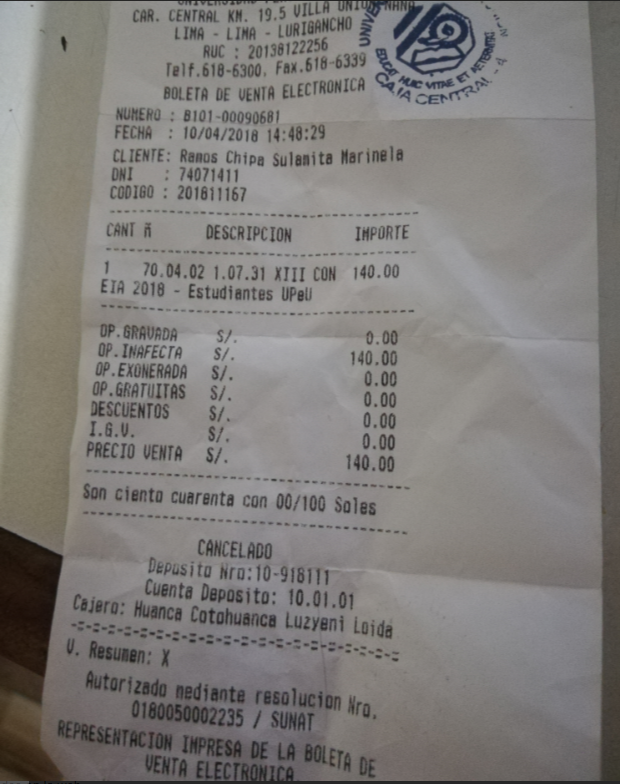 CAR. CENTRAL KM. 19.5 VILLA UNION ÑAÑA
LIMA - LIMA - LURIGANCHO
RUC : 20138122256
Telf.618-6300. Fax.618-6339
BOLETA DE VENTA ELECTRONICA
EDUCAT HUIC VITAE ET AETERNITATI
CAJA CENTRAL - 4
NUMERO : B101-00090681
FECHA : 10/04/2018 14:48:29
CLIENTE: Ramos Chipa Sulamita Marinela
DNI : 74071411
CODIGO : 201811167
CANT ñ DESCRIPCION IMPORTE
1 70.04.02 1.07.31 XIII CON 140.00
EIA 2018 - Estudiantes UPeU
OP.GRAVADA S/. 0.00
OP.INAFECTA S/. 140.00
OP.EXONERADA S/. 0.00
OP.GRATUITAS S/. 0.00
DESCUENTOS S/. 0.00
I.G.V. S/. 0.00
PRECIO VENTA S/. 140.00
Son ciento cuarenta con 00/100 Soles
CANCELADO
Deposito Nro:10-918111
Cuenta Deposito: 10.01.01
Cajero: Huanca Cotohuanca Luzyeni Loida
V. Resumen: X
Autorizado mediante resolucion Nro.
0180050002235 / SUNAT
REPRESENTACION IMPRESA DE LA BOLETA DE
VENTA ELECTRONICA